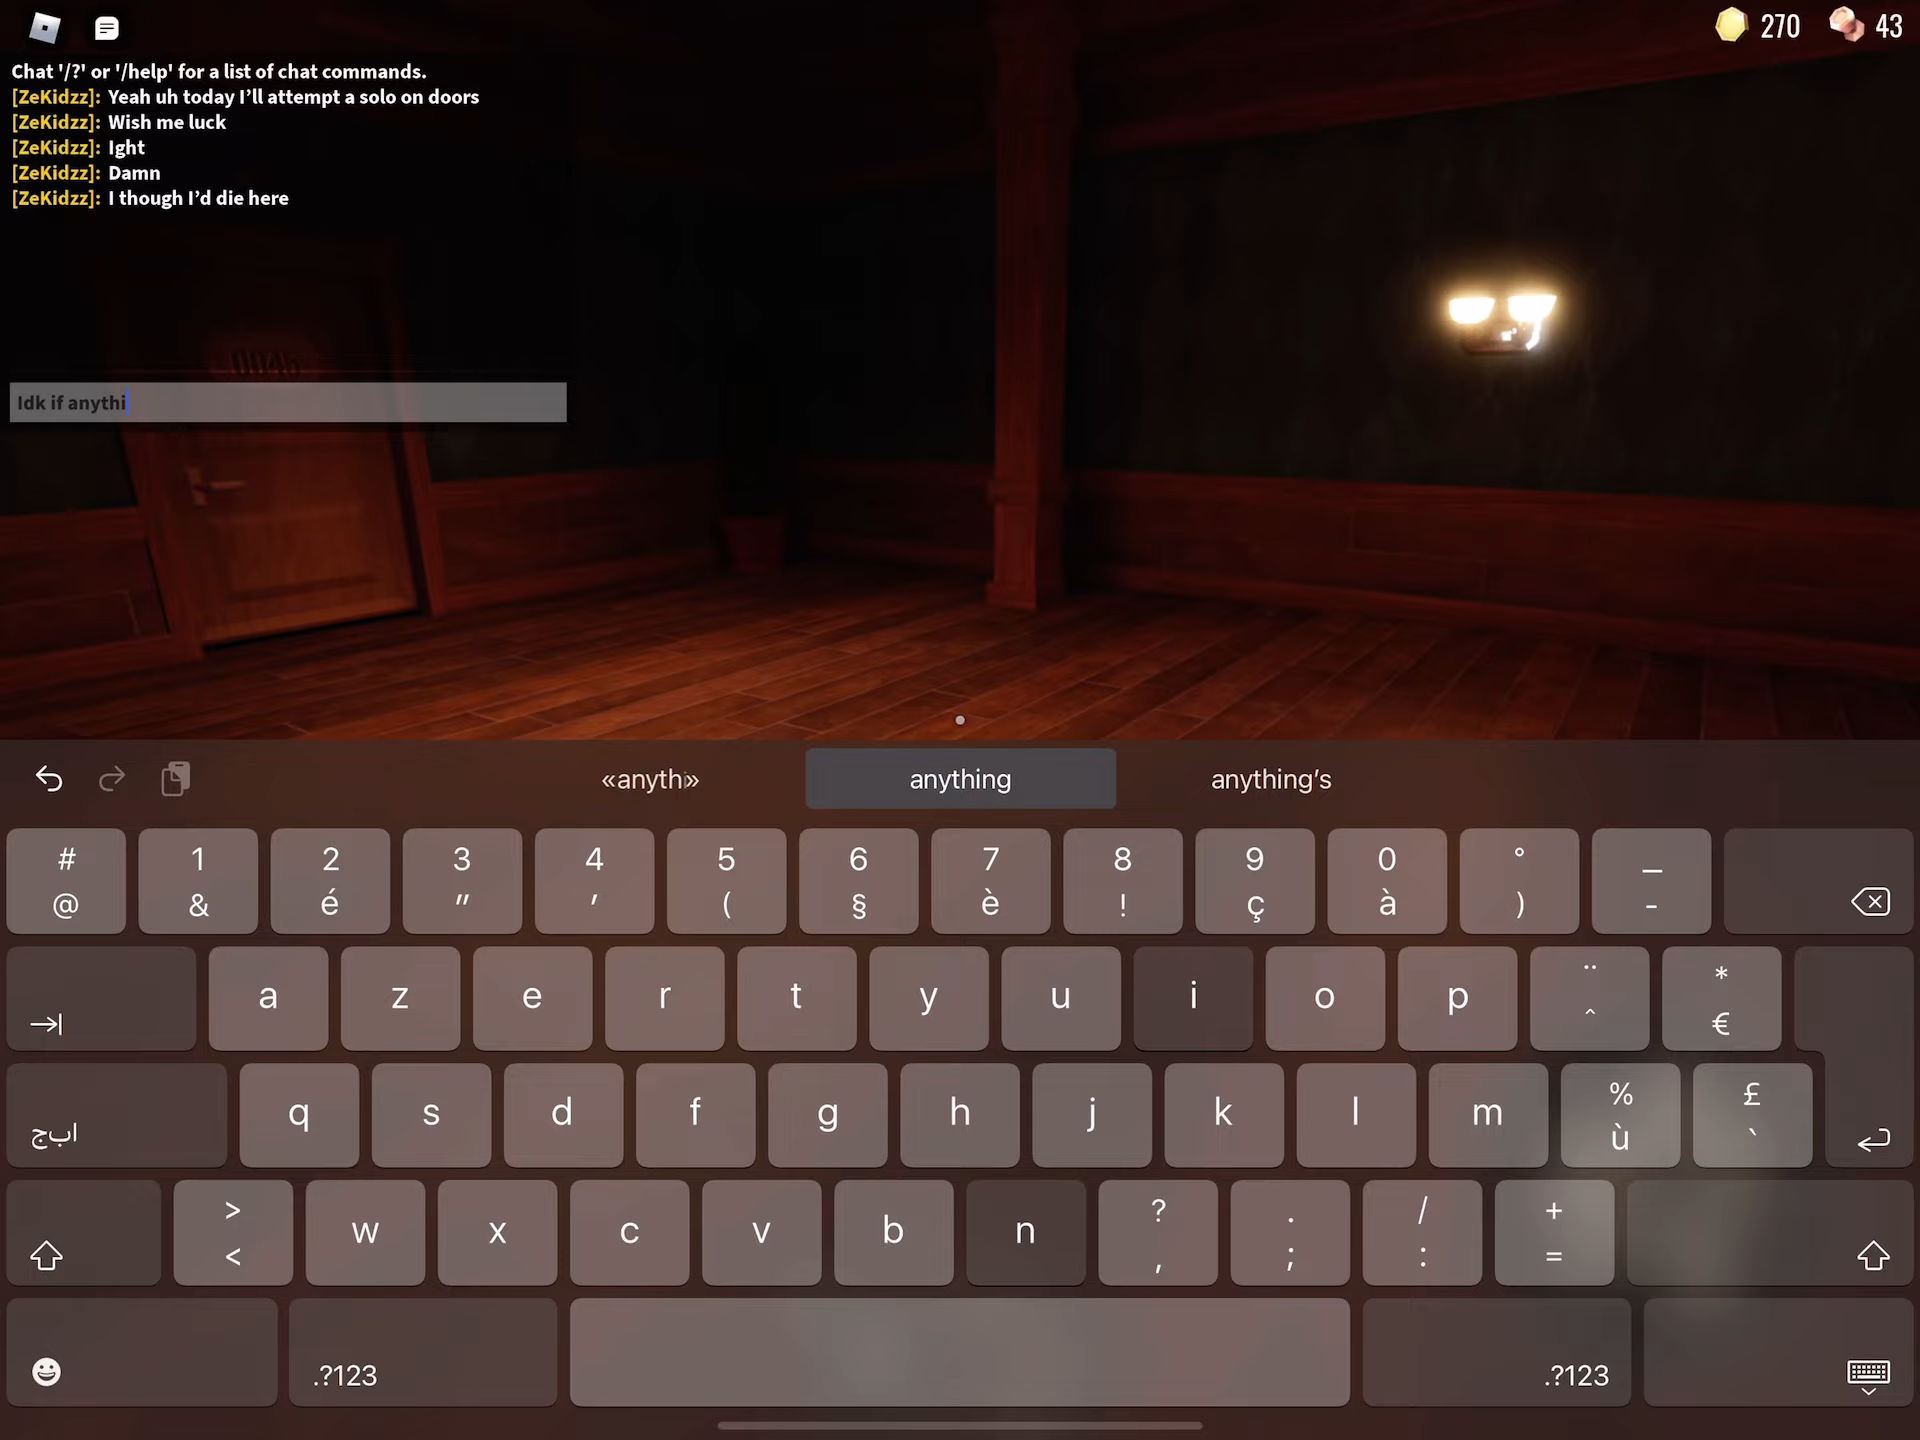 270 43
Chat '/?' or '/help' for a list of chat commands.
[ZeKidzz]: Yeah uh today I’ll attempt a solo on doors
[ZeKidzz]: Wish me luck
[ZeKidzz]: Ight
[ZeKidzz]: Damn
[ZeKidzz]: I though I’d die here
Idk if anythi
«anythi» anything anything’s
# 1 2 3 4 5 6 7 8 9 0 ° _
@ & é " ' ( § è ! ç à ) -
a z e r t y u i o p ¨ *
^ €
q s d f g h j k l m % £
ابج ù `
> w x c v b n ? . / +
< , ; : =
.?123 .?123